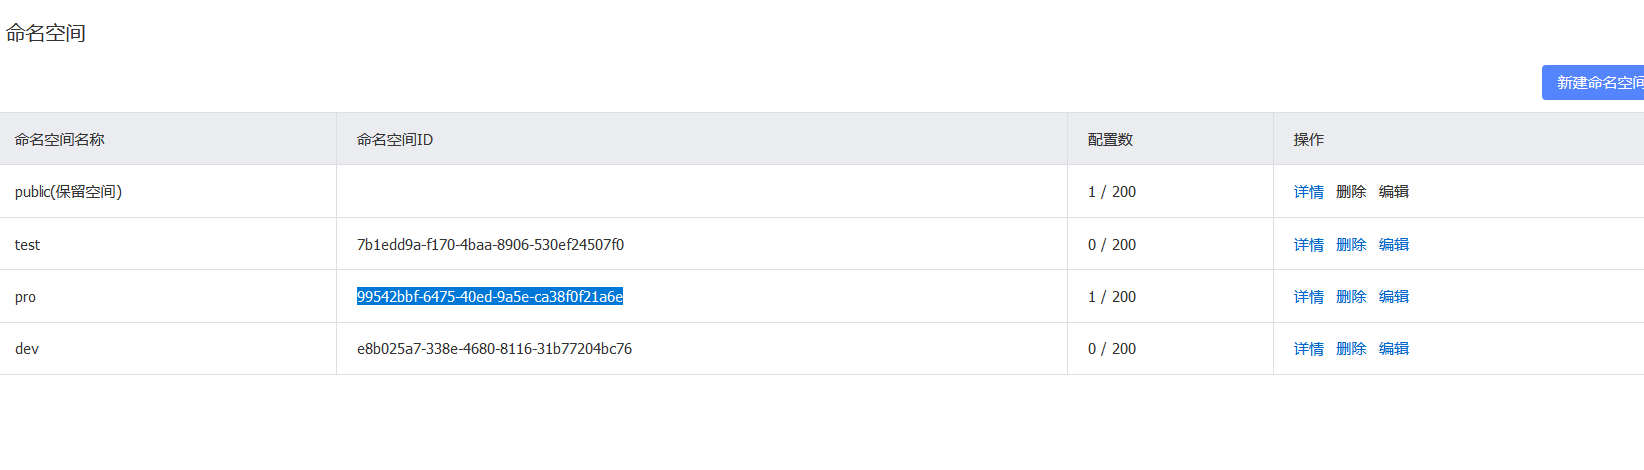 命名空间
新建命名空间
命名空间名称 命名空间ID 配置数 操作
public(保留空间) 1 / 200 详情 删除 编辑
test 7b1edd9a-f170-4baa-8906-530ef24507f0 0 / 200 详情 删除 编辑
pro 99542bbf-6475-40ed-9a5e-ca38f0f21a6e 1 / 200 详情 删除 编辑
dev e8b025a7-338e-4680-8116-31b77204bc76 0 / 200 详情 删除 编辑